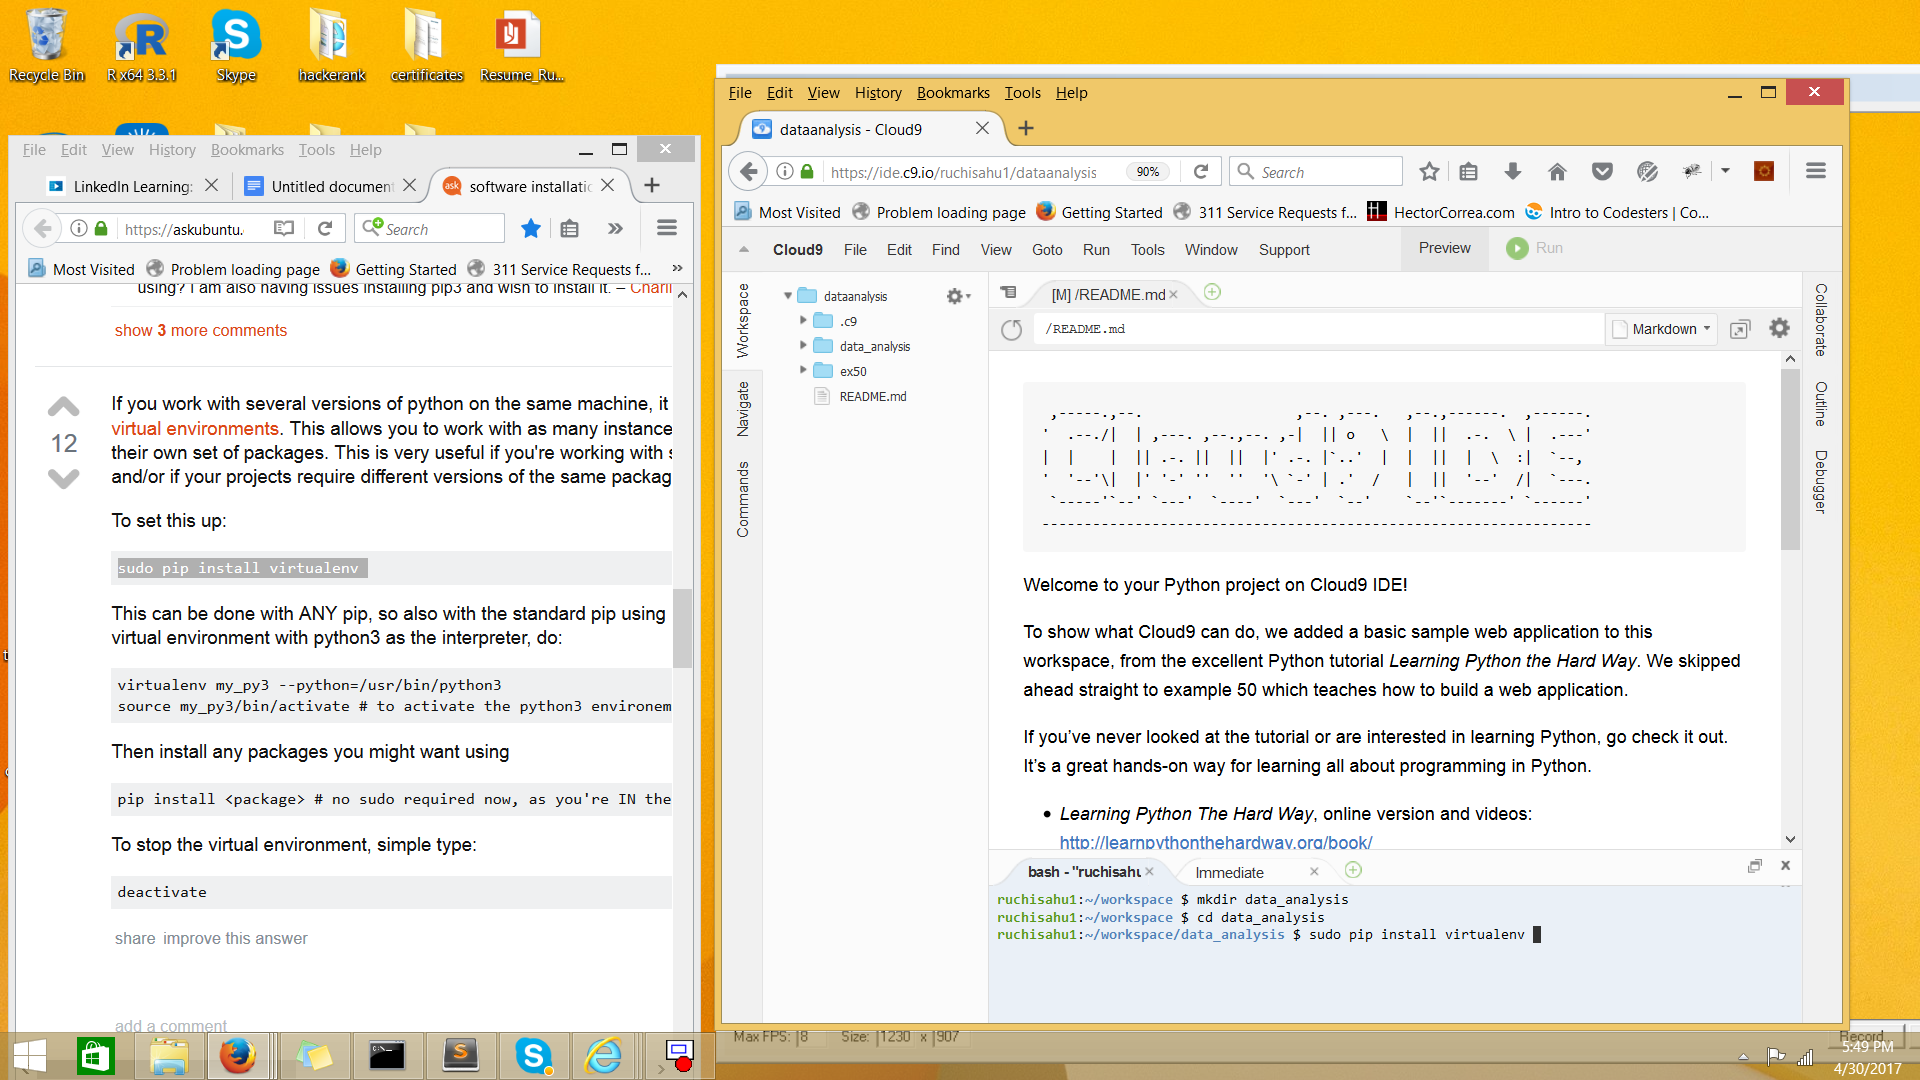 Recycle Bin
R x64 3.3.1
Skype
hackerank
certificates
Resume_Ru...
File Edit View History Bookmarks Tools Help
LinkedIn Learning:
Untitled document
ask software installatio
https://askubuntu.
Search
Most Visited Problem loading page Getting Started 311 Service Requests f... »
using? I am also having issues installing pip3 and wish to install it. – Charli
show 3 more comments
12
If you work with several versions of python on the same machine, it
virtual environments. This allows you to work with as many instance
their own set of packages. This is very useful if you're working with s
and/or if your projects require different versions of the same packag
To set this up:
sudo pip install virtualenv
This can be done with ANY pip, so also with the standard pip using
virtual environment with python3 as the interpreter, do:
virtualenv my_py3 --python=/usr/bin/python3
source my_py3/bin/activate # to activate the python3 environem
Then install any packages you might want using
pip install <package> # no sudo required now, as you're IN the
To stop the virtual environment, simple type:
deactivate
share improve this answer
add a comment
File Edit View History Bookmarks Tools Help
dataanalysis - Cloud9
https://ide.c9.io/ruchisahu1/dataanalysis
90%
Search
Most Visited Problem loading page Getting Started 311 Service Requests f... HectorCorrea.com Intro to Codesters | Co...
Cloud9 File Edit Find View Goto Run Tools Window Support Preview Run
Workspace
Navigate
Commands
dataanalysis
.c9
data_analysis
ex50
README.md
[M] /README.md
/README.md
Markdown
Collaborate
Outline
Debugger
Welcome to your Python project on Cloud9 IDE!
To show what Cloud9 can do, we added a basic sample web application to this
workspace, from the excellent Python tutorial Learning Python the Hard Way. We skipped
ahead straight to example 50 which teaches how to build a web application.
If you’ve never looked at the tutorial or are interested in learning Python, go check it out.
It’s a great hands-on way for learning all about programming in Python.
• Learning Python The Hard Way, online version and videos:
http://learnpythonthehardway.org/book/
bash - "ruchisahu
Immediate
ruchisahu1:~/workspace $ mkdir data_analysis
ruchisahu1:~/workspace $ cd data_analysis
ruchisahu1:~/workspace/data_analysis $ sudo pip install virtualenv
Max FPS: 8 Size: 1230 x 907
Record
5:49 PM
4/30/2017